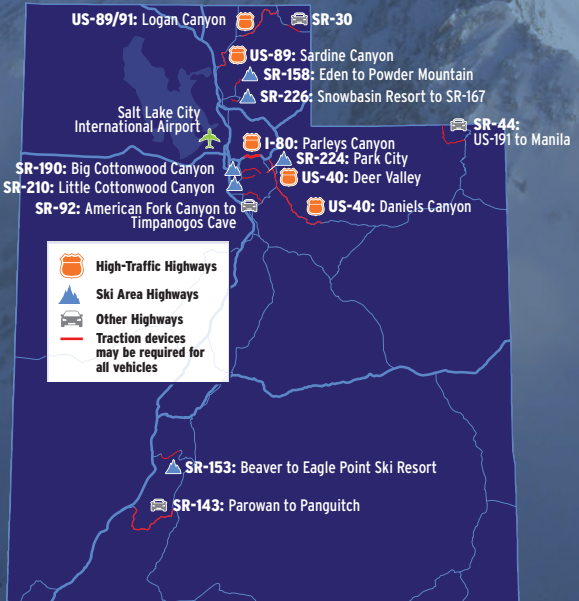 US-89/91: Logan Canyon
SR-30
US-89: Sardine Canyon
SR-158: Eden to Powder Mountain
SR-226: Snowbasin Resort to SR-167
Salt Lake City
International Airport
SR-44:
US-191 to Manila
I-80: Parleys Canyon
SR-224: Park City
SR-190: Big Cottonwood Canyon
US-40: Deer Valley
SR-210: Little Cottonwood Canyon
SR-92: American Fork Canyon to
Timpanogos Cave
US-40: Daniels Canyon
High-Traffic Highways
Ski Area Highways
Other Highways
Traction devices
may be required for
all vehicles
SR-153: Beaver to Eagle Point Ski Resort
SR-143: Parowan to Panguitch